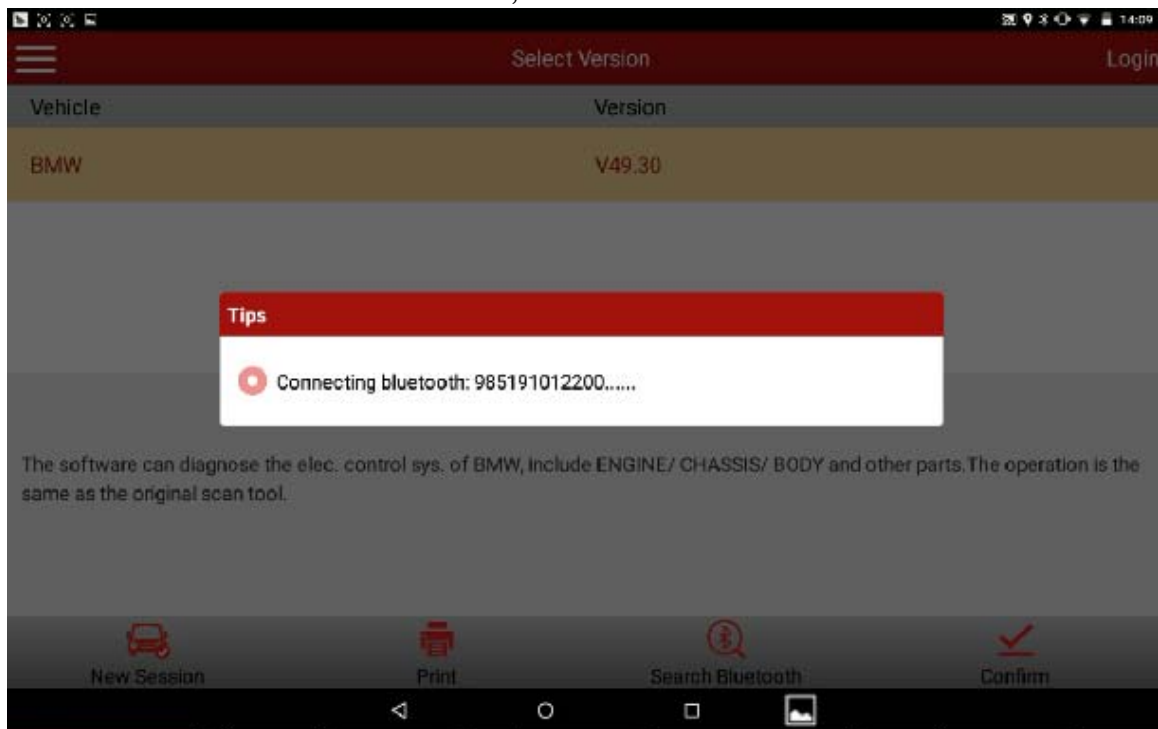 14:09
Select Version
Login
Vehicle Version
BMW V49.30
Tips
Connecting bluetooth: 985191012200......
The software can diagnose the elec. control sys. of BMW, include ENGINE/ CHASSIS/ BODY and other parts.The operation is the
same as the original scan tool.
New Session Print Search Bluetooth Confirm